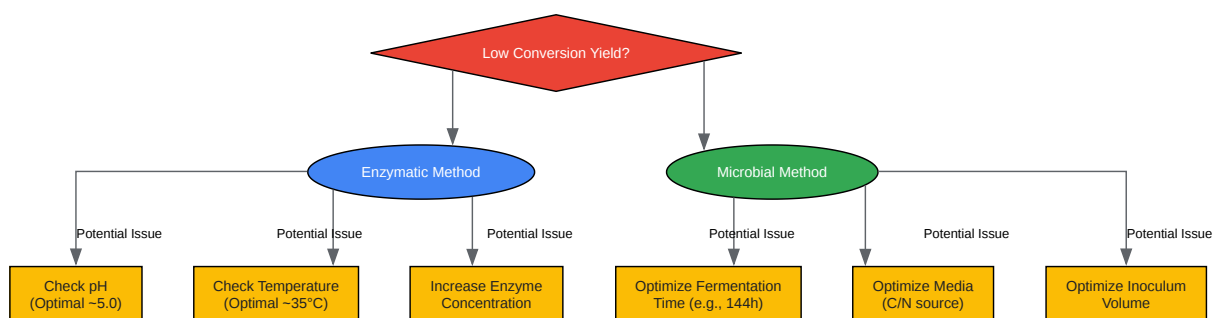 Low Conversion Yield?
Enzymatic Method
Microbial Method
Potential Issue
Potential Issue
Potential Issue
Potential Issue
Potential Issue
Potential Issue
Check pH
(Optimal ~5.0)
Check Temperature
(Optimal ~35°C)
Increase Enzyme
Concentration
Optimize Fermentation
Time (e.g., 144h)
Optimize Media
(C/N source)
Optimize Inoculum
Volume